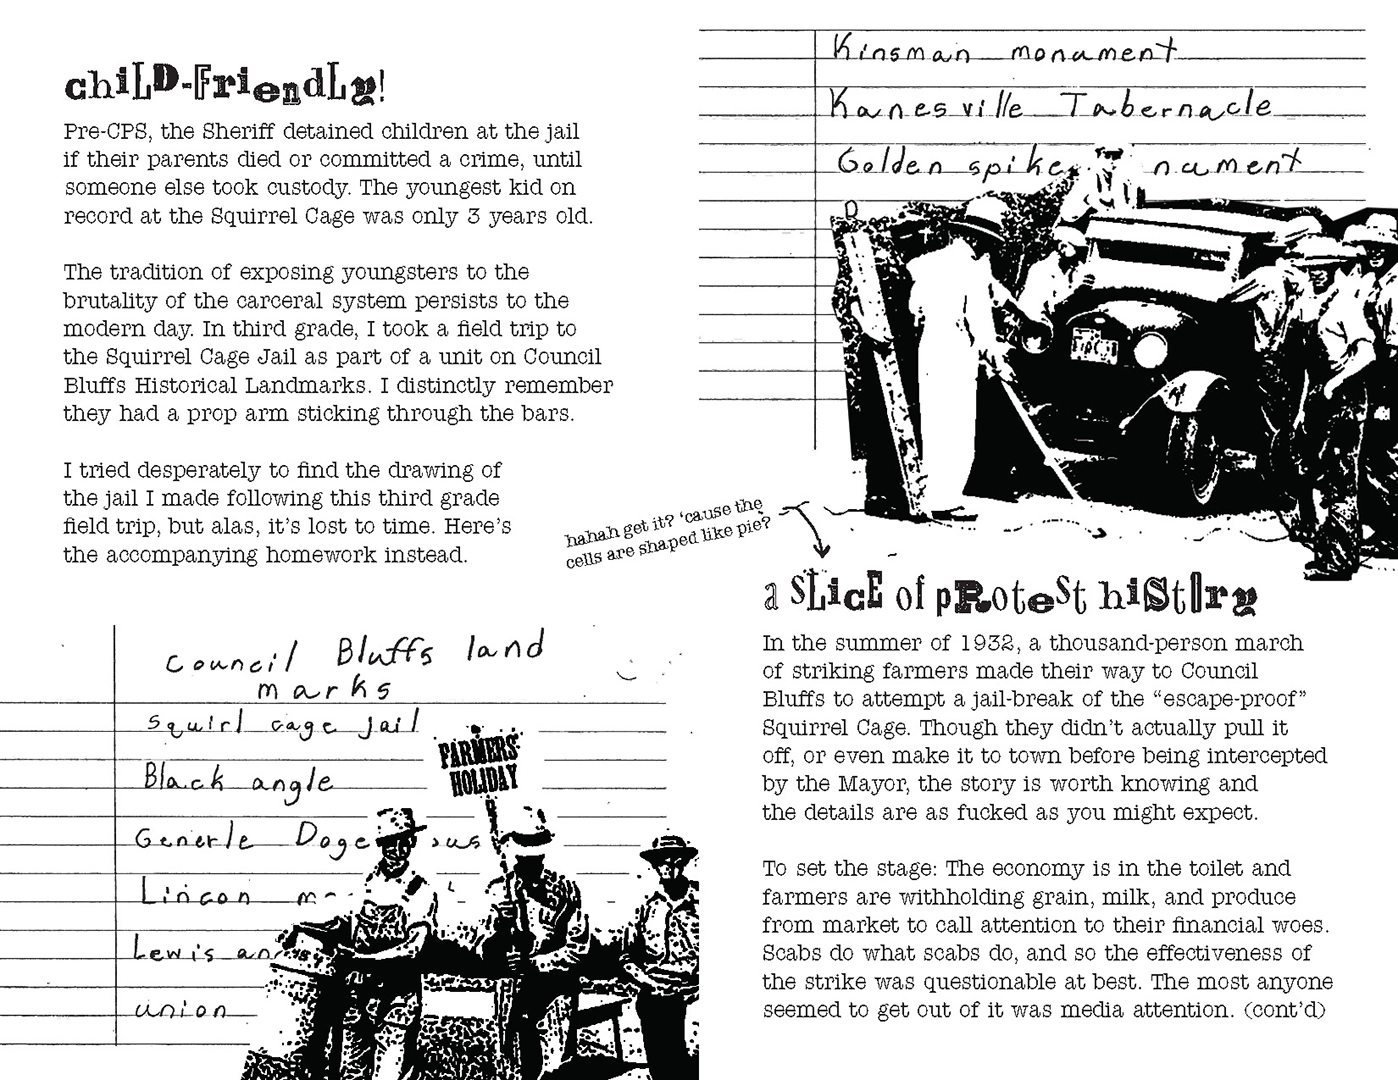 chiLD-FrienDLy!
Pre-CPS, the Sheriff detained children at the jail
if their parents died or committed a crime, until
someone else took custody. The youngest kid on
record at the Squirrel Cage was only 3 years old.
The tradition of exposing youngsters to the
brutality of the carceral system persists to the
modern day. In third grade, I took a field trip to
the Squirrel Cage Jail as part of a unit on Council
Bluffs Historical Landmarks. I distinctly remember
they had a prop arm sticking through the bars.
I tried desperately to find the drawing of
the jail I made following this third grade
field trip, but alas, it's lost to time. Here's
the accompanying homework instead.
Council Bluffs land
marks
squirl cage jail
Black angle
Generle Doge
Lincon
Lewis
union
FARMERS'
HOLIDAY
Kinsman monument
Kanesville Tabernacle
Golden spike nument
hahah get it? 'cause the
cells are shaped like pie?
a SLicE of pRotest hiStOry
In the summer of 1932, a thousand-person march
of striking farmers made their way to Council
Bluffs to attempt a jail-break of the "escape-proof"
Squirrel Cage. Though they didn't actually pull it
off, or even make it to town before being intercepted
by the Mayor, the story is worth knowing and
the details are as fucked as you might expect.
To set the stage: The economy is in the toilet and
farmers are withholding grain, milk, and produce
from market to call attention to their financial woes.
Scabs do what scabs do, and so the effectiveness of
the strike was questionable at best. The most anyone
seemed to get out of it was media attention. (cont'd)